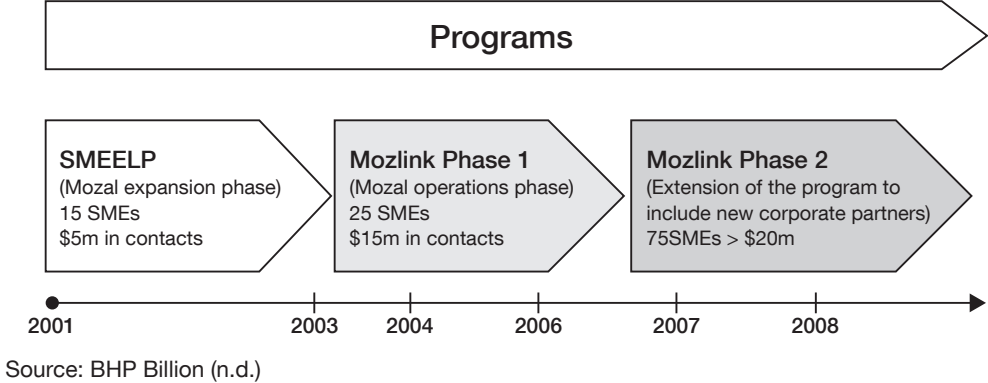 Programs
SMEELP
(Mozal expansion phase)
15 SMEs
$5m in contacts
Mozlink Phase 1
(Mozal operations phase)
25 SMEs
$15m in contacts
Mozlink Phase 2
(Extension of the program to
include new corporate partners)
75SMEs > $20m
2001
2003
2004
2006
2007
2008
Source: BHP Billion (n.d.)